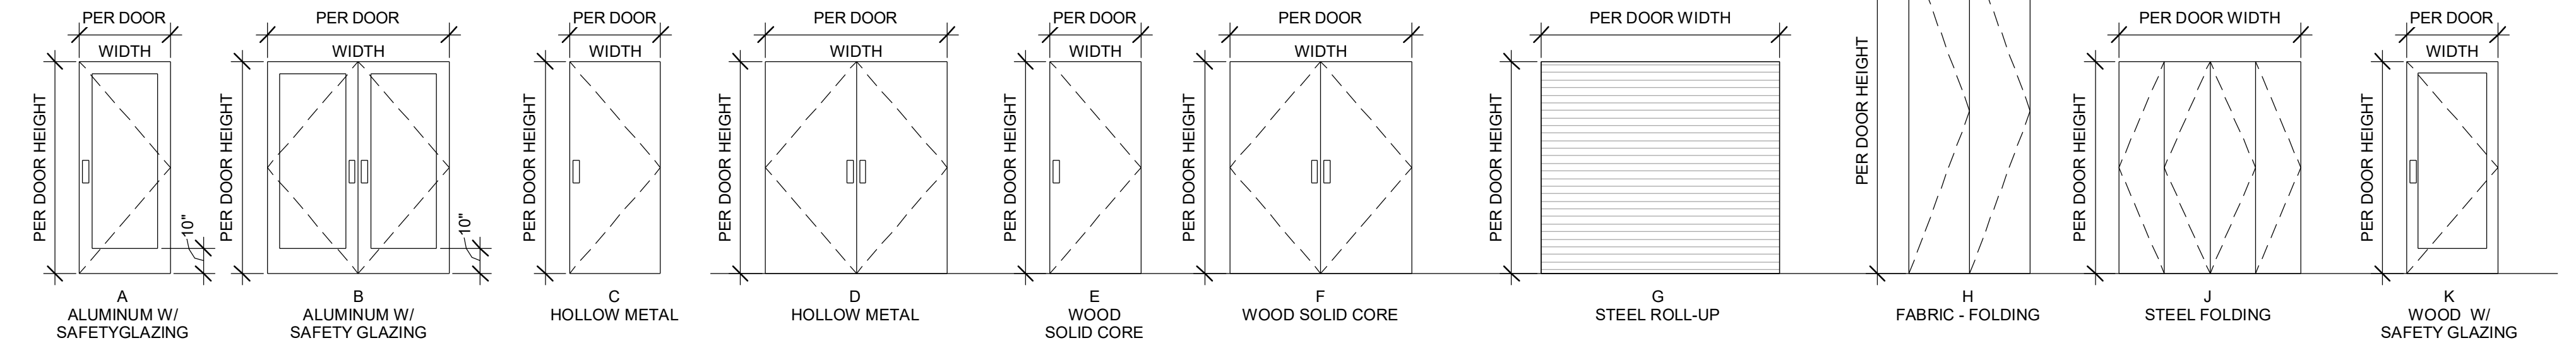 PER DOOR
WIDTH
PER DOOR HEIGHT
10"
A
ALUMINUM W/
SAFETYGLAZING
PER DOOR
WIDTH
PER DOOR HEIGHT
10"
B
ALUMINUM W/
SAFETY GLAZING
PER DOOR
WIDTH
PER DOOR HEIGHT
C
HOLLOW METAL
PER DOOR
WIDTH
PER DOOR HEIGHT
D
HOLLOW METAL
PER DOOR
WIDTH
PER DOOR HEIGHT
E
WOOD
SOLID CORE
PER DOOR
WIDTH
PER DOOR HEIGHT
F
WOOD SOLID CORE
PER DOOR WIDTH
PER DOOR HEIGHT
G
STEEL ROLL-UP
PER DOOR HEIGHT
H
FABRIC - FOLDING
PER DOOR WIDTH
PER DOOR HEIGHT
J
STEEL FOLDING
PER DOOR
WIDTH
PER DOOR HEIGHT
K
WOOD W/
SAFETY GLAZING